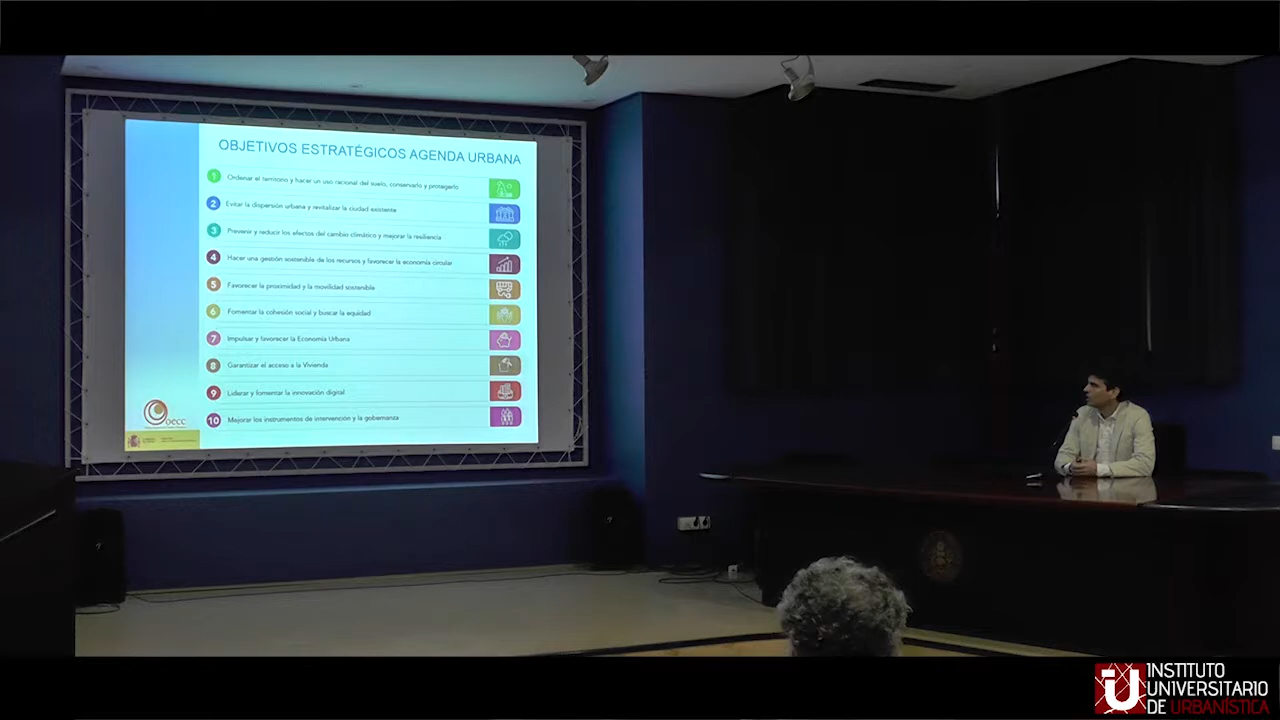 OBJETIVOS ESTRATÉGICOS AGENDA URBANA
1 Ordenar el territorio y hacer un uso racional del suelo, conservarlo y protegerlo
2 Evitar la dispersión urbana y revitalizar la ciudad existente
3 Prevenir y reducir los efectos del cambio climático y mejorar la resiliencia
4 Hacer una gestión sostenible de los recursos y favorecer la economía circular
5 Favorecer la proximidad y la movilidad sostenible
6 Fomentar la cohesión social y buscar la equidad
7 Impulsar y favorecer la Economía Urbana
8 Garantizar el acceso a la Vivienda
9 Liderar y fomentar la innovación digital
10 Mejorar los instrumentos de intervención y la gobernanza
oecc
IU INSTITUTO
UNIVERSITARIO
DE URBANÍSTICA